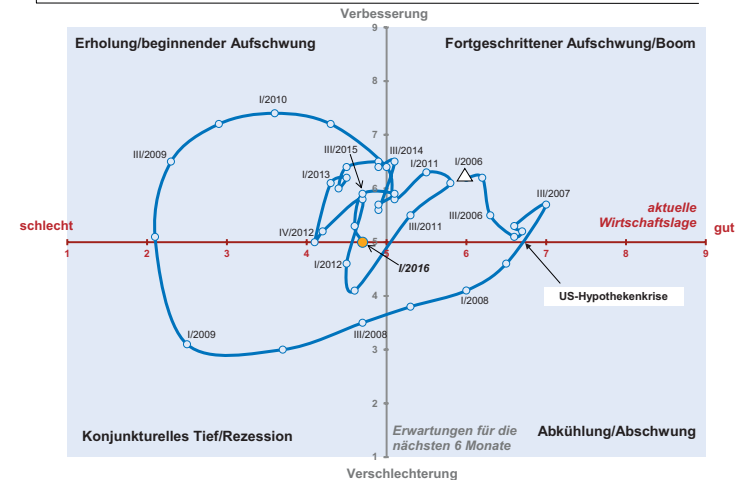 Verbesserung
9
Erholung/beginnender Aufschwung
Fortgeschrittener Aufschwung/Boom
8
I/2010
7
III/2009
III/2015
III/2014
I/2011
I/2006
I/2013
6
III/2007
III/2006
aktuelle
Wirtschaftslage
schlecht
gut
IV/2012
III/2011
5
1
2
3
4
5
6
7
8
9
I/2012
I/2016
US-Hypothekenkrise
4
I/2008
I/2009
III/2008
3
2
Konjunkturelles Tief/Rezession
Erwartungen für die
nächsten 6 Monate
Abkühlung/Abschwung
1
Verschlechterung